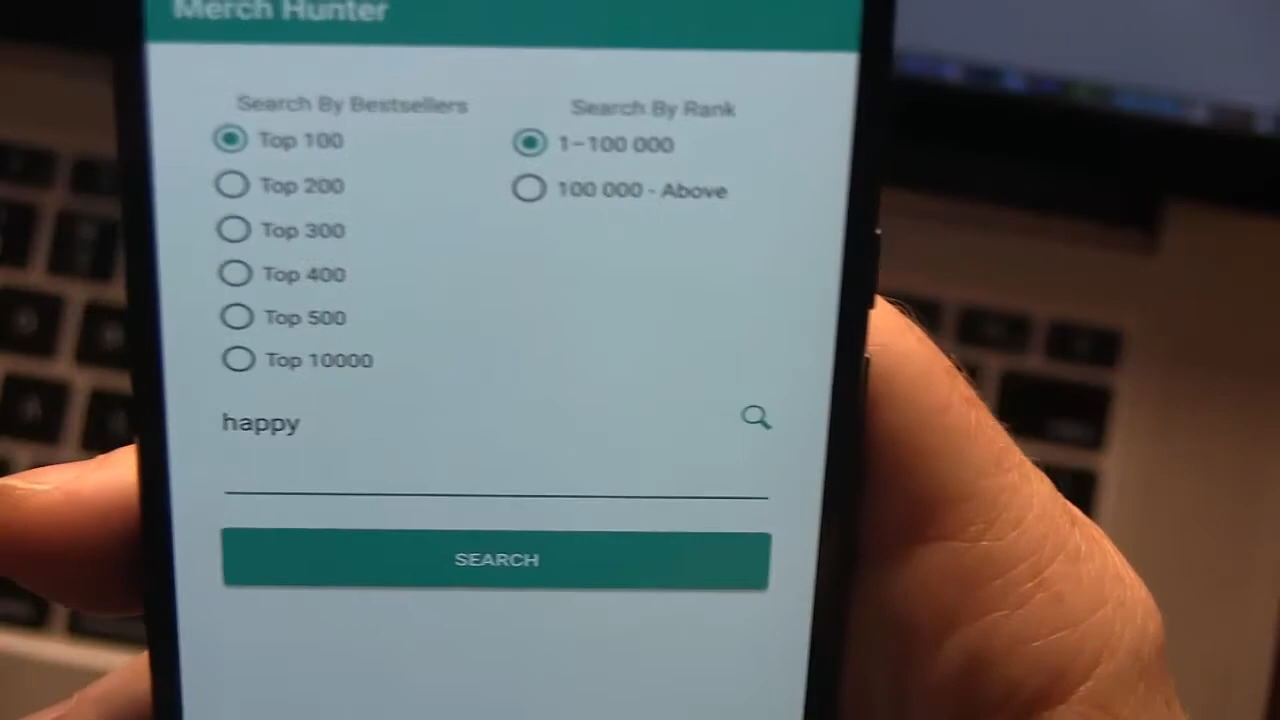 Merch Hunter
Search By Bestsellers
Top 100
Top 200
Top 300
Top 400
Top 500
Top 10000
Search By Rank
1-100 000
100 000 - Above
happy
SEARCH